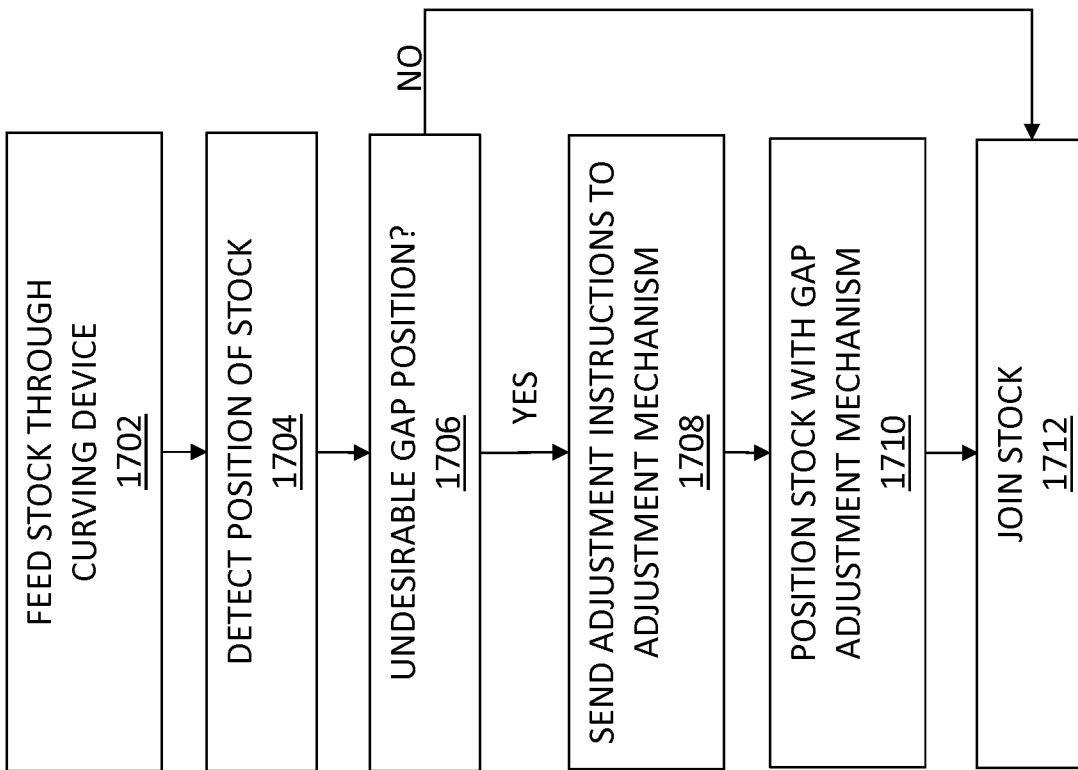 FEED STOCK THROUGH
CURVING DEVICE
1702
DETECT POSITION OF STOCK
1704
UNDESIRABLE GAP POSITION?
1706
NO
YES
SEND ADJUSTMENT INSTRUCTIONS TO
ADJUSTMENT MECHANISM
1708
POSITION STOCK WITH GAP
ADJUSTMENT MECHANISM
1710
JOIN STOCK
1712